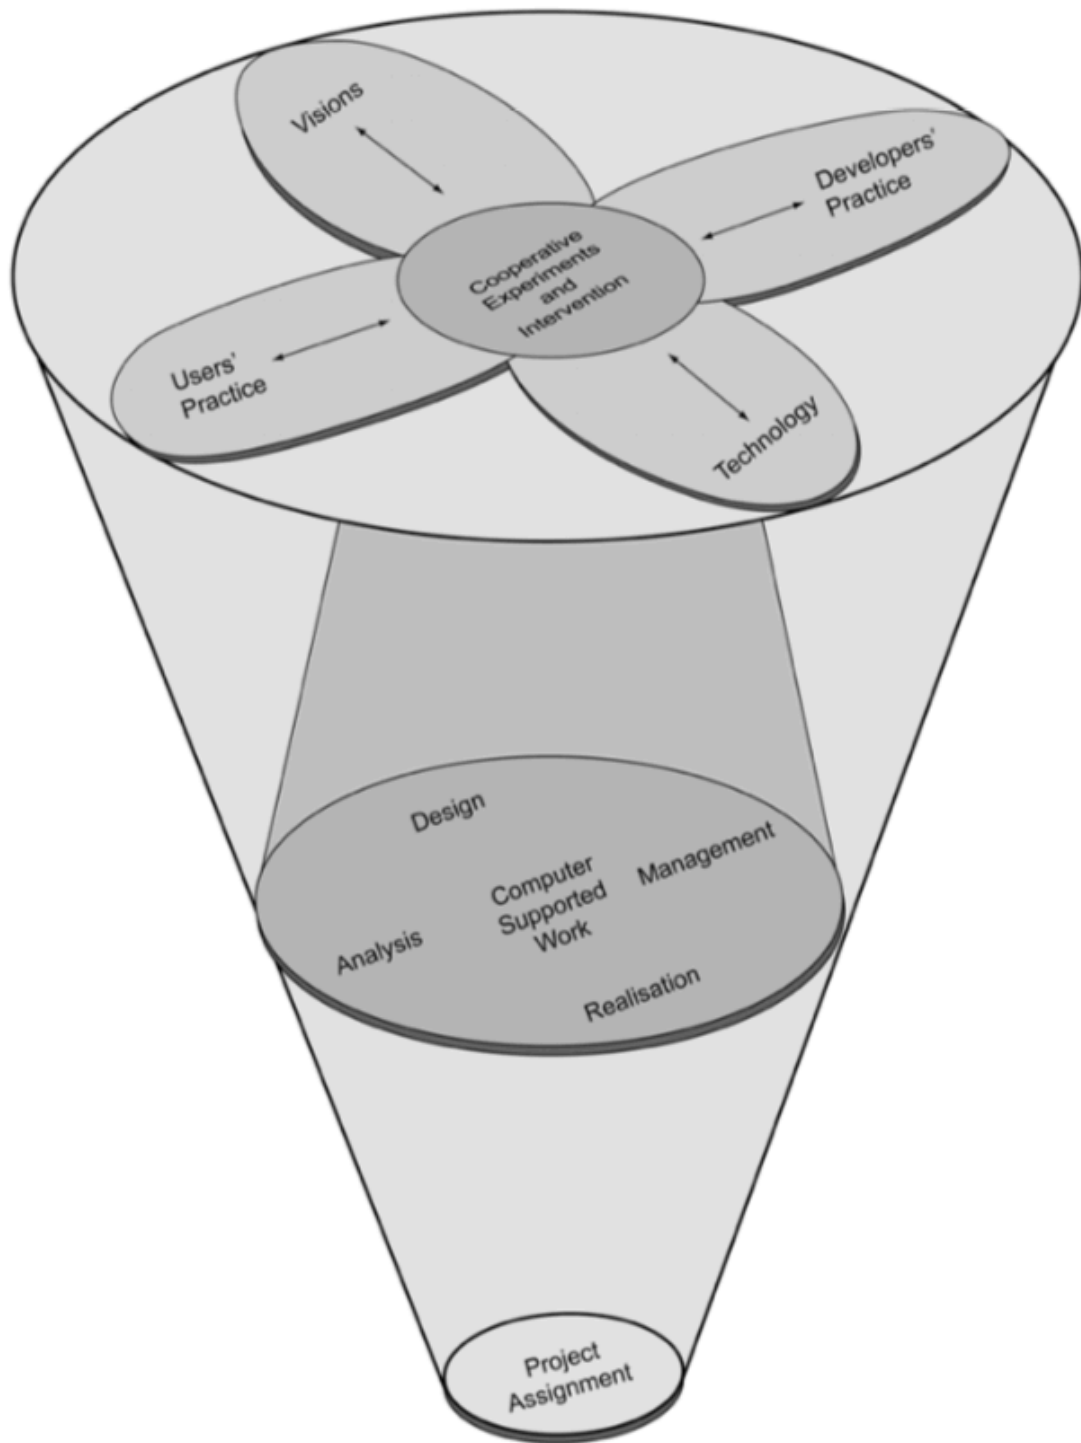 Visions
Developers'
Practice
Cooperative
Experiments
and
Intervention
Users'
Practice
Technology
Design
Management
Computer
Supported
Work
Analysis
Realisation
Project
Assignment